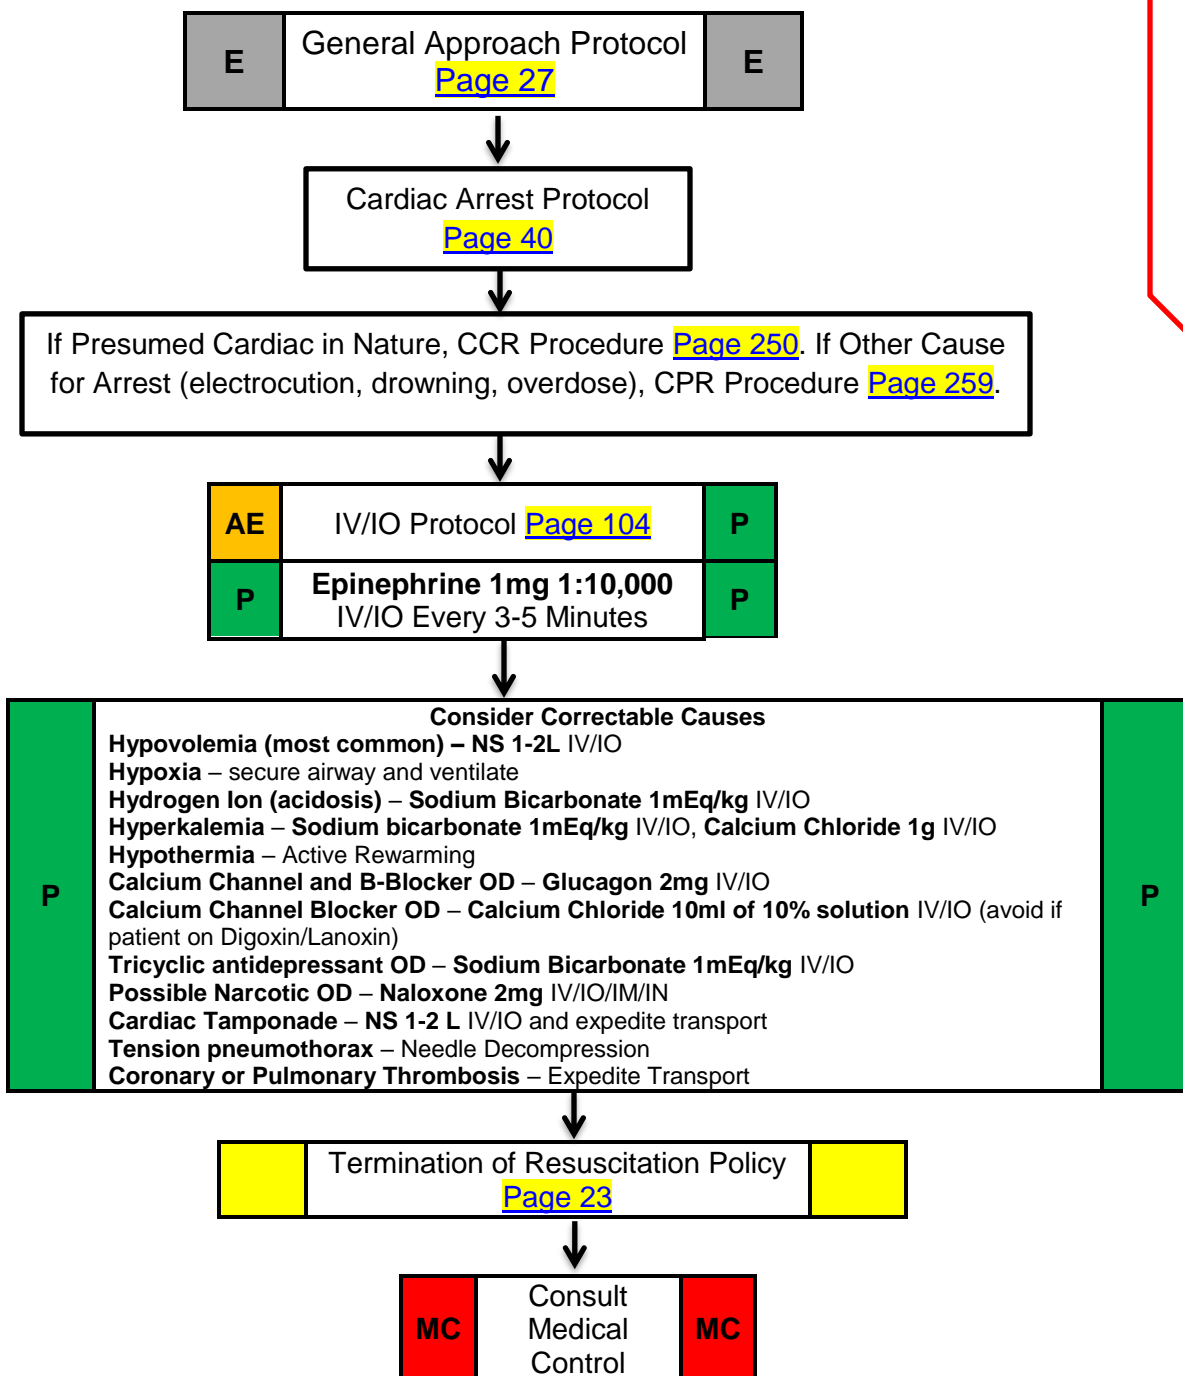 E General Approach Protocol E
Page 27
Cardiac Arrest Protocol
Page 40
If Presumed Cardiac in Nature, CCR Procedure Page 250. If Other Cause
for Arrest (electrocution, drowning, overdose), CPR Procedure Page 259.
AE IV/IO Protocol Page 104 P
P Epinephrine 1mg 1:10,000 P
IV/IO Every 3-5 Minutes
Consider Correctable Causes
Hypovolemia (most common) – NS 1-2L IV/IO
Hypoxia – secure airway and ventilate
Hydrogen Ion (acidosis) – Sodium Bicarbonate 1mEq/kg IV/IO
Hyperkalemia – Sodium bicarbonate 1mEq/kg IV/IO, Calcium Chloride 1g IV/IO
Hypothermia – Active Rewarming
P Calcium Channel and B-Blocker OD – Glucagon 2mg IV/IO P
Calcium Channel Blocker OD – Calcium Chloride 10ml of 10% solution IV/IO (avoid if
patient on Digoxin/Lanoxin)
Tricyclic antidepressant OD – Sodium Bicarbonate 1mEq/kg IV/IO
Possible Narcotic OD – Naloxone 2mg IV/IO/IM/IN
Cardiac Tamponade – NS 1-2 L IV/IO and expedite transport
Tension pneumothorax – Needle Decompression
Coronary or Pulmonary Thrombosis – Expedite Transport
Termination of Resuscitation Policy
Page 23
Consult
MC Medical MC
Control